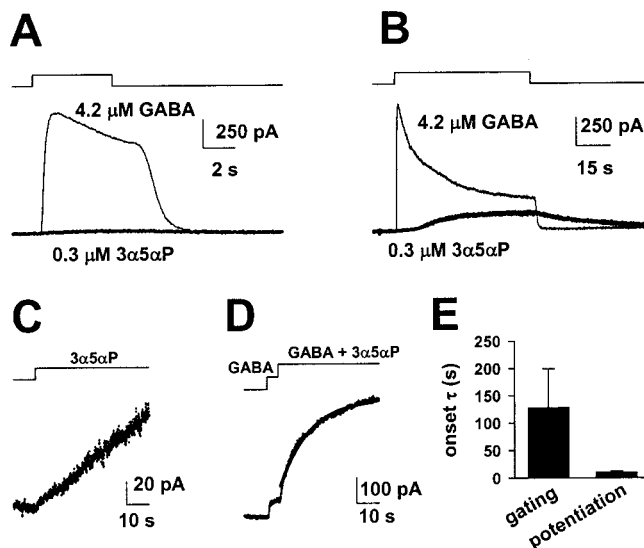 A
4.2 μM GABA
250 pA
2 s
0.3 μM 3α5αP
B
4.2 μM GABA
250 pA
15 s
0.3 μM 3α5αP
C
3α5αP
20 pA
10 s
D
GABA
GABA + 3α5αP
100 pA
10 s
E
onset τ (s)
250
200
150
100
50
0
gating
potentiation